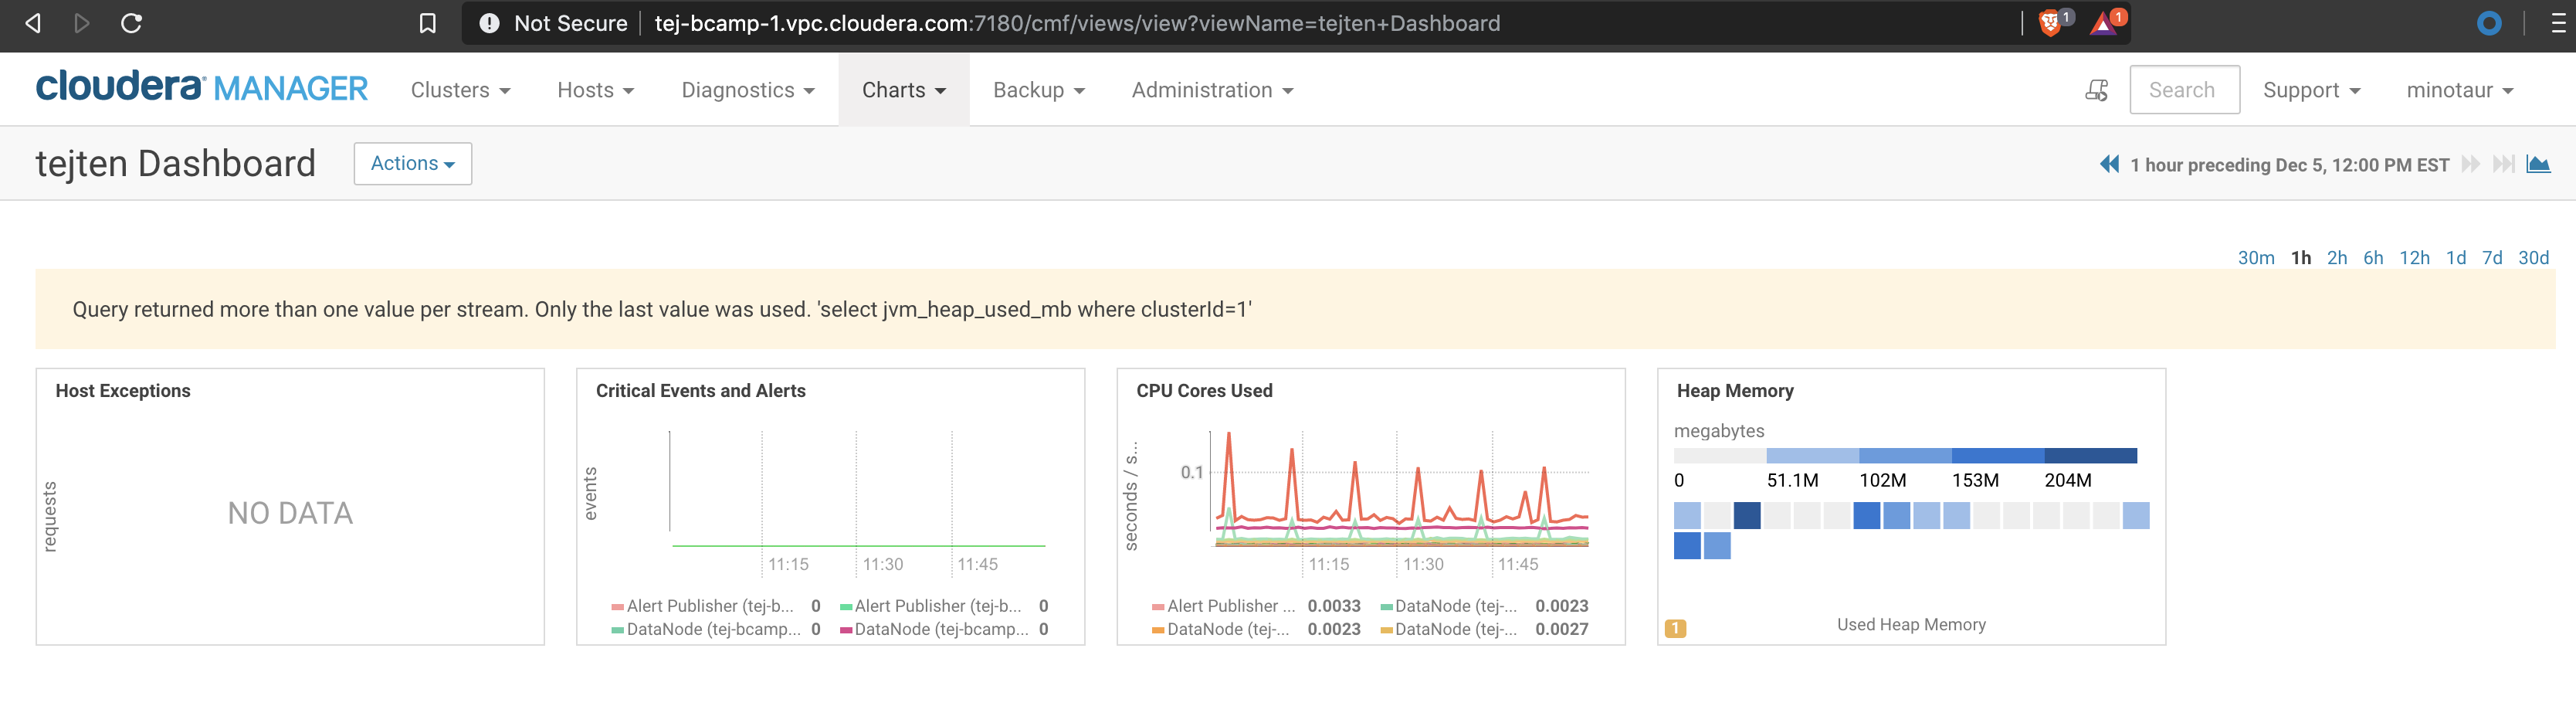 Not Secure tej-bcamp-1.vpc.cloudera.com:7180/cmf/views/view?viewName=tejten+Dashboard 1 1
cloudera MANAGER Clusters Hosts Diagnostics Charts Backup Administration Search Support minotaur
tejten Dashboard Actions 1 hour preceding Dec 5, 12:00 PM EST
30m 1h 2h 6h 12h 1d 7d 30d
Query returned more than one value per stream. Only the last value was used. 'select jvm_heap_used_mb where clusterId=1'
Host Exceptions
requests
NO DATA
Critical Events and Alerts
events
11:15 11:30 11:45
Alert Publisher (tej-b... 0 Alert Publisher (tej-b... 0
DataNode (tej-bcamp... 0 DataNode (tej-bcamp... 0
CPU Cores Used
seconds / s...
0.1
11:15 11:30 11:45
Alert Publisher ... 0.0033 DataNode (tej-... 0.0023
DataNode (tej-... 0.0023 DataNode (tej-... 0.0027
Heap Memory
megabytes
0 51.1M 102M 153M 204M
1 Used Heap Memory